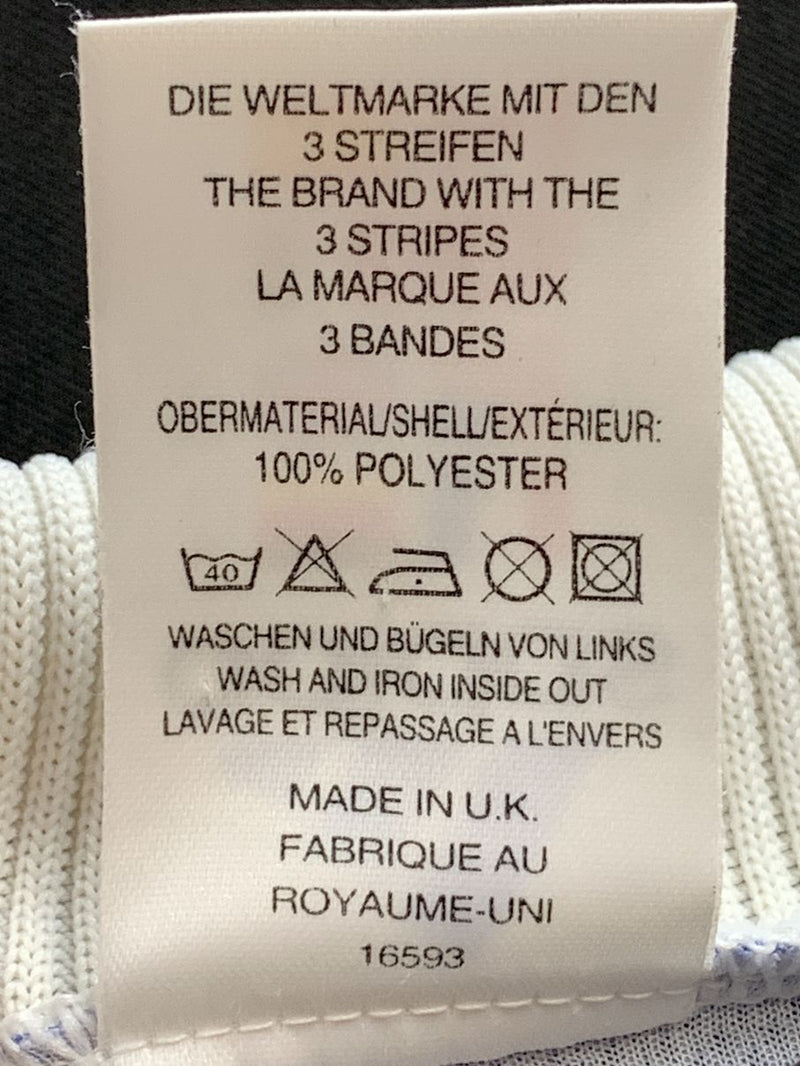 DIE WELTMARKE MIT DEN
3 STREIFEN
THE BRAND WITH THE
3 STRIPES
LA MARQUE AUX
3 BANDES
OBERMATERIAL/SHELL/EXTÉRIEUR:
100% POLYESTER
40
WASCHEN UND BÜGELN VON LINKS
WASH AND IRON INSIDE OUT
LAVAGE ET REPASSAGE A L'ENVERS
MADE IN U.K.
FABRIQUE AU
ROYAUME-UNI
16593